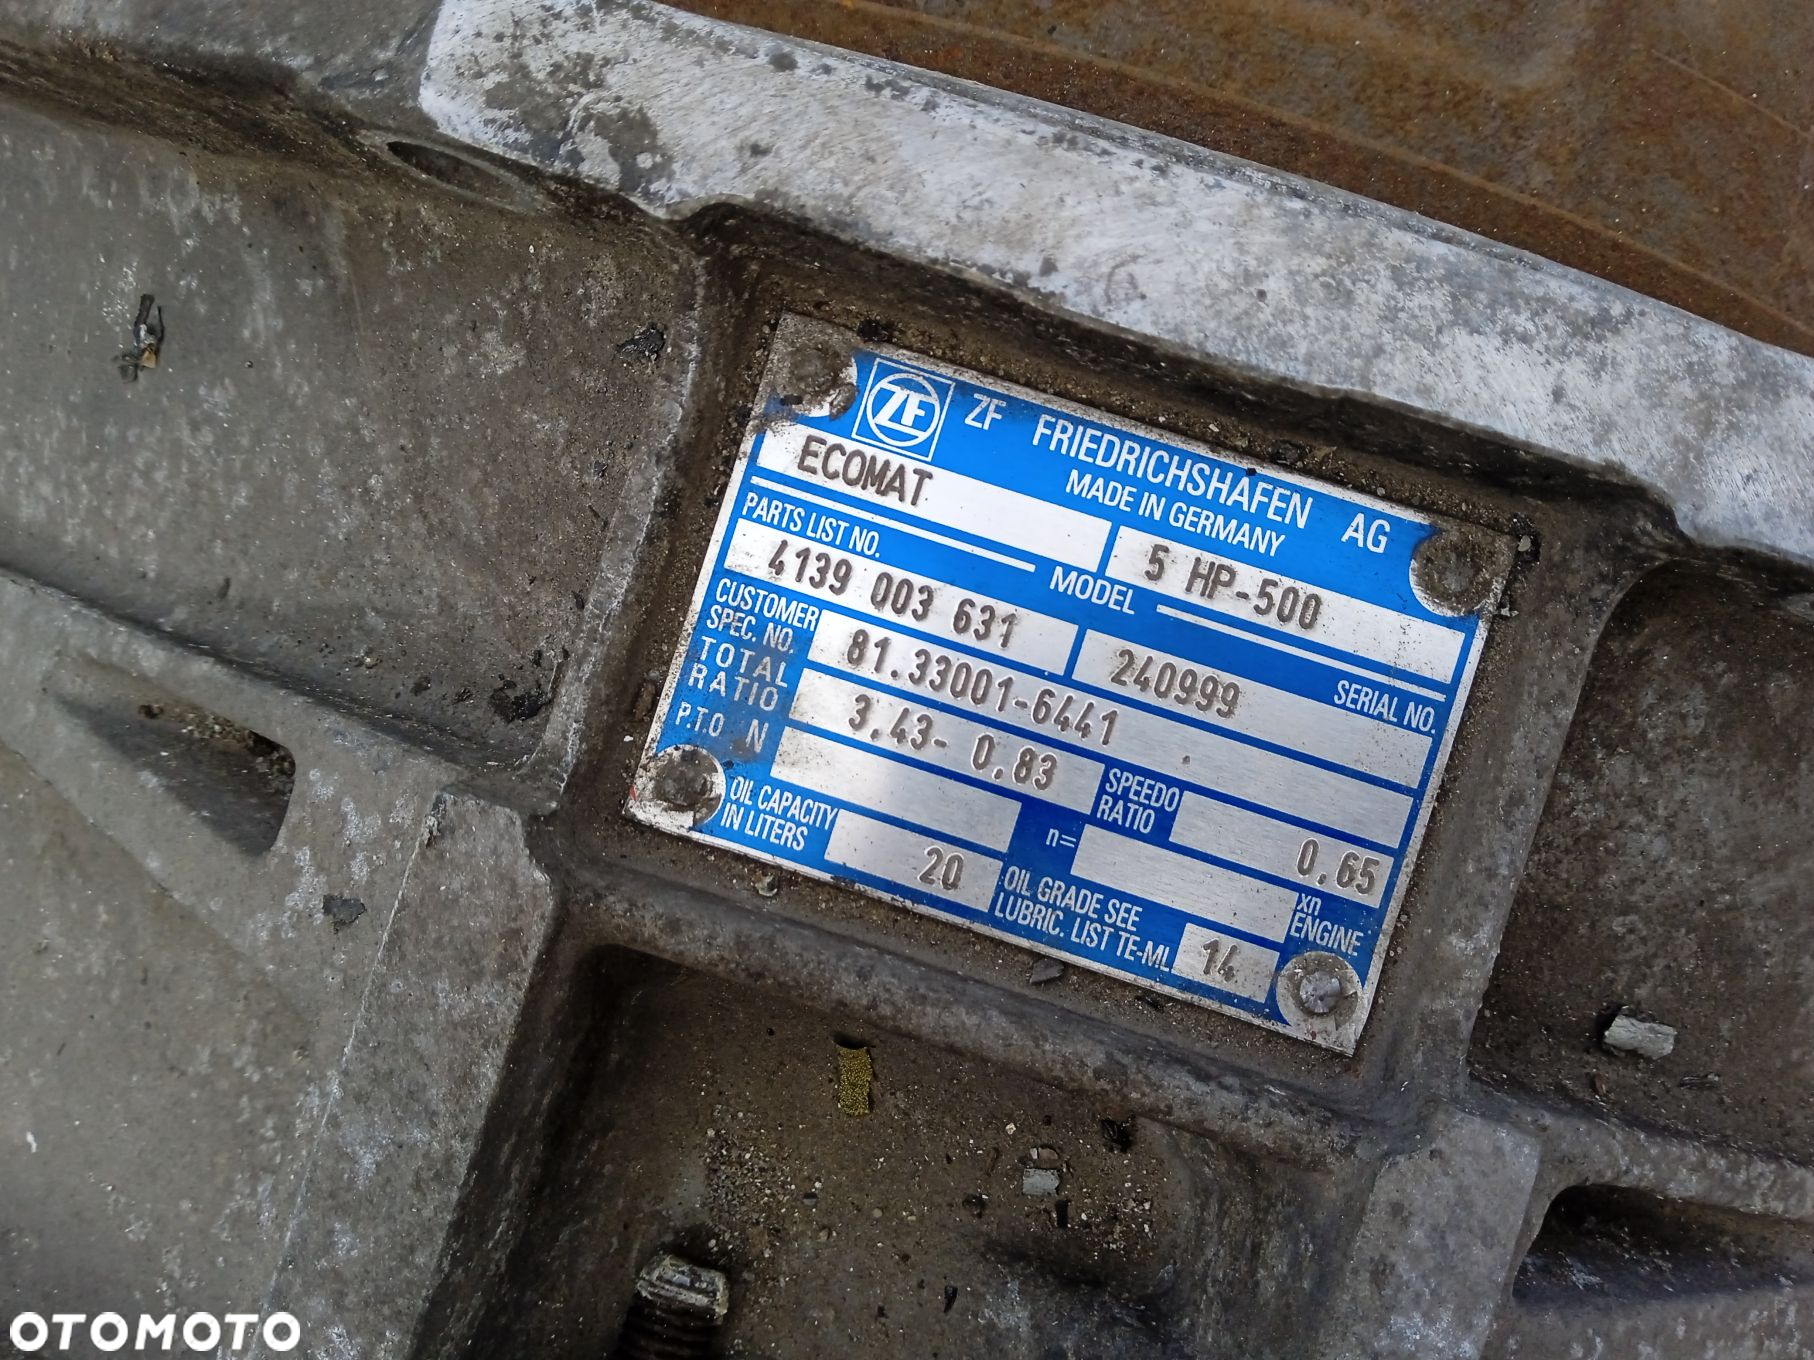 ZF FRIEDRICHSHAFEN AG
MADE IN GERMANY
ECOMAT
5 HP-500
PARTS LIST NO.
MODEL
4139 003 631
240999
SERIAL NO.
CUSTOMER
SPEC. NO.
81.33001-6441
TOTAL
RATIO
3.43- 0.83
SPEEDO
RATIO
0.65
P.T.O N
n=
xn
ENGINE
OIL CAPACITY
IN LITERS
20
OIL GRADE SEE
LUBRIC. LIST TE-ML
14
OTOMOTO